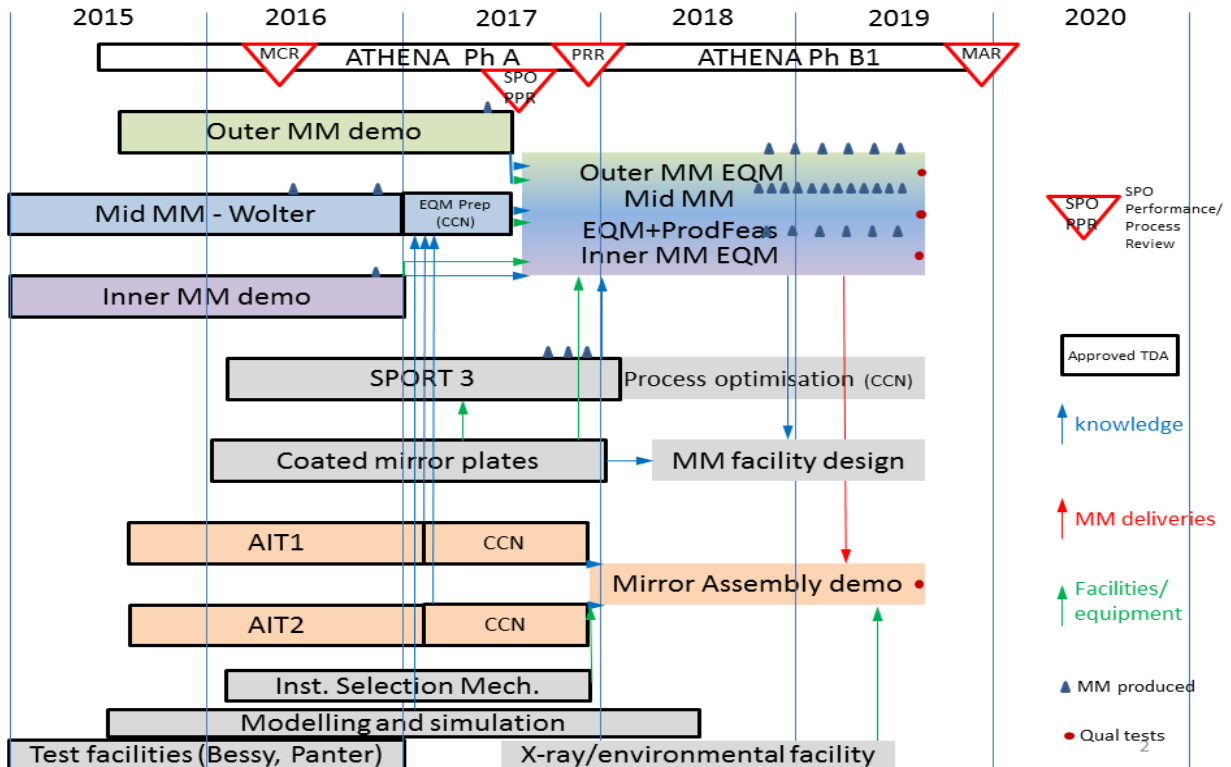 2015 2016 2017 2018 2019 2020
MCR ATHENA Ph A PRR ATHENA Ph B1 MAR
SPO
PPR
Outer MM demo
Outer MM EQM
Mid MM - Wolter
EQM Prep
(CCN)
Mid MM
EQM+ProdFeas
Inner MM EQM
Inner MM demo
SPORT 3
Process optimisation (CCN)
Coated mirror plates
MM facility design
AIT1
CCN
Mirror Assembly demo
AIT2
CCN
Inst. Selection Mech.
Modelling and simulation
Test facilities (Bessy, Panter)
X-ray/environmental facility
SPO
PPR
SPO
Performance/
Process
Review
Approved TDA
knowledge
MM deliveries
Facilities/
equipment
MM produced
Qual tests
2